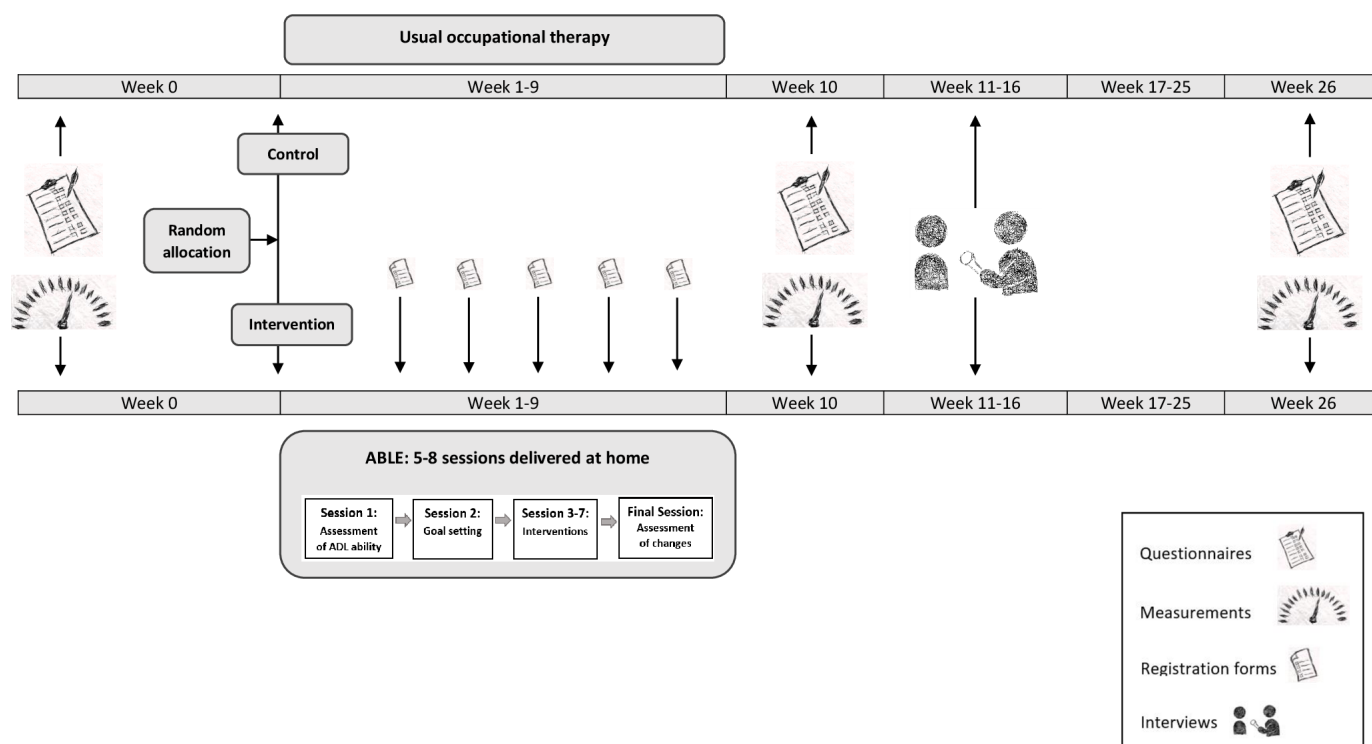 Usual occupational therapy
Week 0 Week 1-9 Week 10 Week 11-16 Week 17-25 Week 26
Control
Random
allocation
Intervention
Week 0 Week 1-9 Week 10 Week 11-16 Week 17-25 Week 26
ABLE: 5-8 sessions delivered at home
Session 1:
Assessment
of ADL ability
Session 2:
Goal setting
Session 3-7:
Interventions
Final Session:
Assessment
of changes
Questionnaires
Measurements
Registration forms
Interviews